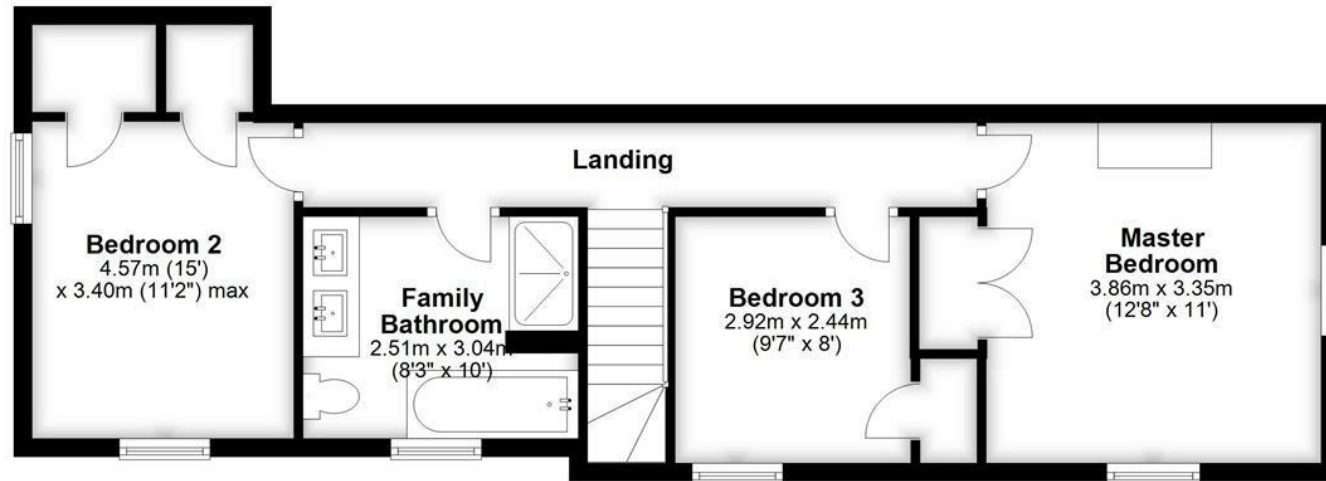 Landing
Bedroom 2
4.57m (15')
x 3.40m (11'2") max
Family
Bathroom
2.51m x 3.04m
(8'3" x 10')
Bedroom 3
2.92m x 2.44m
(9'7" x 8')
Master
Bedroom
3.86m x 3.35m
(12'8" x 11')